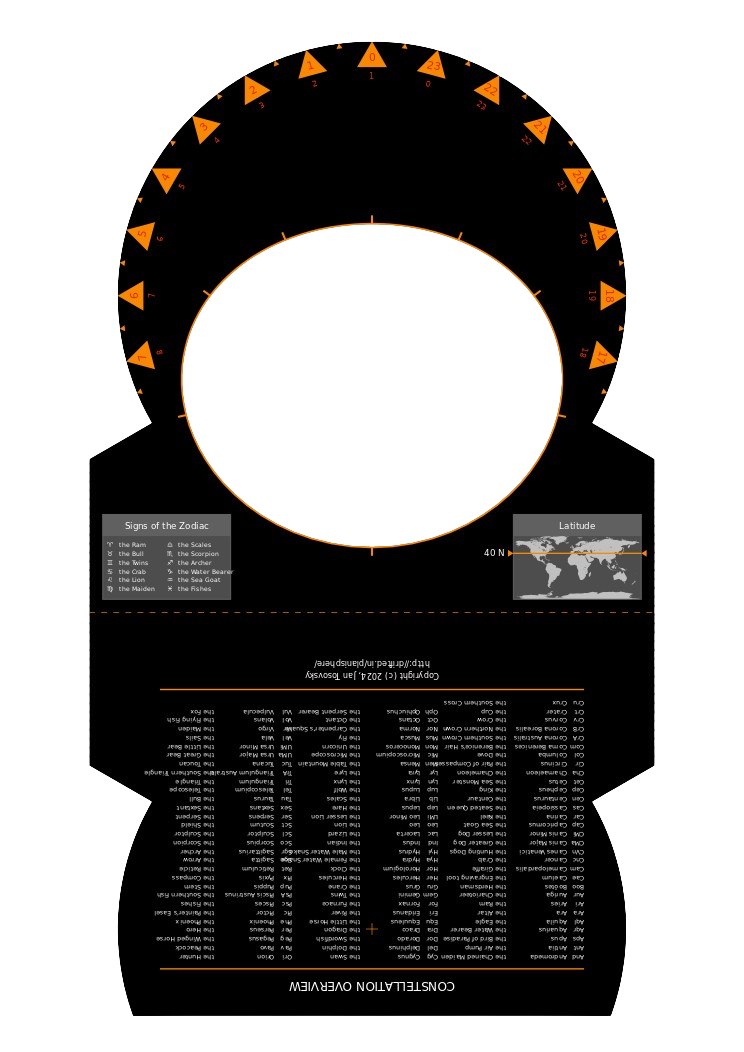 0
1
2
3
4
5
6
7
23
22
21
20
19
18
17
1
2
3
4
5
6
7
8
0
23
22
21
20
19
18
Signs of the Zodiac
♈ the Ram ♎ the Scales
♉ the Bull ♏ the Scorpion
♊ the Twins ♐ the Archer
♋ the Crab ♑ the Water Bearer
♌ the Lion ♒ the Sea Goat
♍ the Maiden ♓ the Fishes
Latitude
40 N
CONSTELLATION OVERVIEW
And Andromeda the Chained Maiden Cyg Cygnus the Swan Ori Orion the Hunter
Ant Antlia the Air Pump Del Delphinus the Dolphin Pav Pavo the Peacock
Aps Apus the Bird of Paradise Dor Dorado the Swordfish Peg Pegasus the Winged Horse
Aqr Aquarius the Water Bearer Dra Draco the Dragon Per Perseus the Hero
Aql Aquila the Eagle Equ Equuleus the Little Horse Phe Phoenix the Phoenix
Ara Ara the Altar Eri Eridanus the River Pic Pictor the Painter's Easel
Ari Aries the Ram For Fornax the Furnace Psc Pisces the Fishes
Aur Auriga the Charioteer Gem Gemini the Twins PsA Piscis Austrinus the Southern Fish
Boo Boötes the Herdsman Gru Grus the Crane Pup Puppis the Stern
Cae Caelum the Engraving tool Her Hercules the Hercules Pyx Pyxis the Compass
Cam Camelopardalis the Giraffe Hor Horologium the Clock Ret Reticulum the Reticle
Cnc Cancer the Crab Hya Hydra the Female Water Snake Sge Sagitta the Arrow
CVn Canes Venatici the Hunting Dogs Hyi Hydrus the Male Water Snake Sgr Sagittarius the Archer
CMa Canis Major the Greater Dog Ind Indus the Indian Sco Scorpius the Scorpion
CMi Canis Minor the Lesser Dog Lac Lacerta the Lizard Scl Sculptor the Sculptor
Cap Capricornus the Sea Goat Leo Leo the Lion Sct Scutum the Shield
Car Carina the Keel LMi Leo Minor the Lesser Lion Ser Serpens the Serpent
Cas Cassiopeia the Seated Queen Lep Lepus the Hare Sex Sextans the Sextant
Cen Centaurus the Centaur Lib Libra the Scales Tau Taurus the Bull
Cep Cepheus the King Lup Lupus the Wolf Tel Telescopium the Telescope
Cet Cetus the Sea Monster Lyn Lynx the Lynx Tri Triangulum the Triangle
Cha Chamaeleon the Chameleon Lyr Lyra the Lyre TrA Triangulum Australe the Southern Triangle
Cir Circinus the Pair of Compasses Men Mensa the Table Mountain Tuc Tucana the Toucan
Col Columba the Dove Mic Microscopium the Microscope UMa Ursa Major the Great Bear
Com Coma Berenices the Berenice's Hair Mon Monoceros the Unicorn UMi Ursa Minor the Little Bear
CrA Corona Australis the Southern Crown Mus Musca the Fly Vel Vela the Sails
CrB Corona Borealis the Northern Crown Nor Norma the Carpenter's Square Vir Virgo the Maiden
Crv Corvus the Crow Oct Octans the Octant Vol Volans the Flying Fish
Crt Crater the Cup Oph Ophiuchus the Serpent Bearer Vul Vulpecula the Fox
Cru Crux the Southern Cross
Copyright (c) 2024, Jan Tosovsky
http://drifted.in/planisphere/